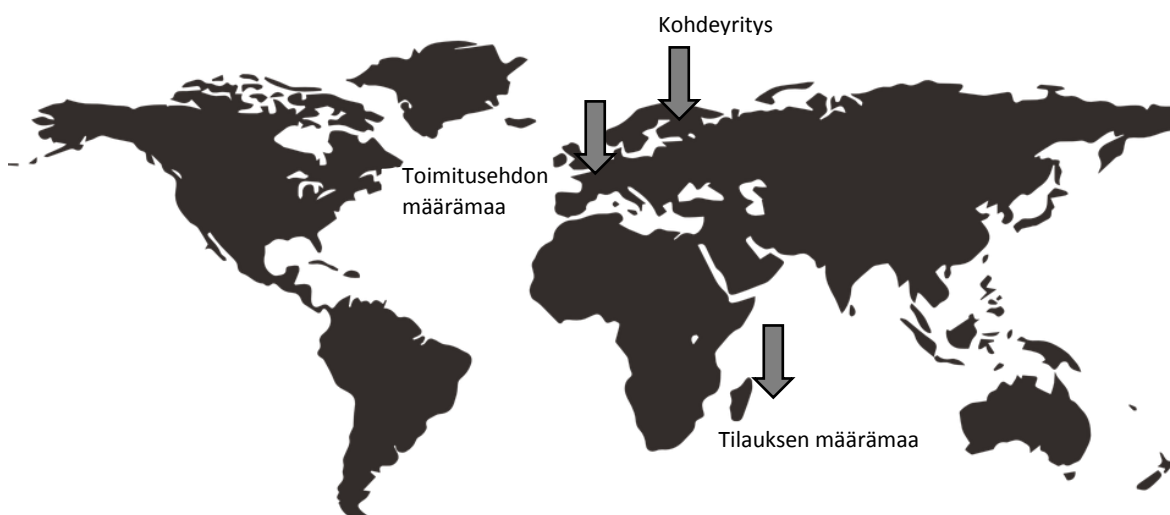 Kohdeyritys
Toimitusehdon
määrämaa
Tilauksen määrämaa